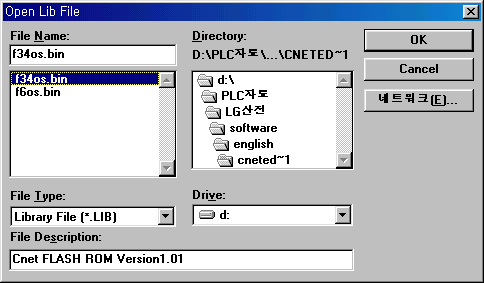 Open Lib File
File Name:
f34os.bin
f34os.bin
f6os.bin
Directory:
D:\PLC자료\...\CNETED~1
d:\
PLC자료
LG산전
software
english
cneted~1
OK
Cancel
네트워크(E)...
File Type:
Library File (*.LIB)
Drive:
d:
File Description:
Cnet FLASH ROM Version1.01